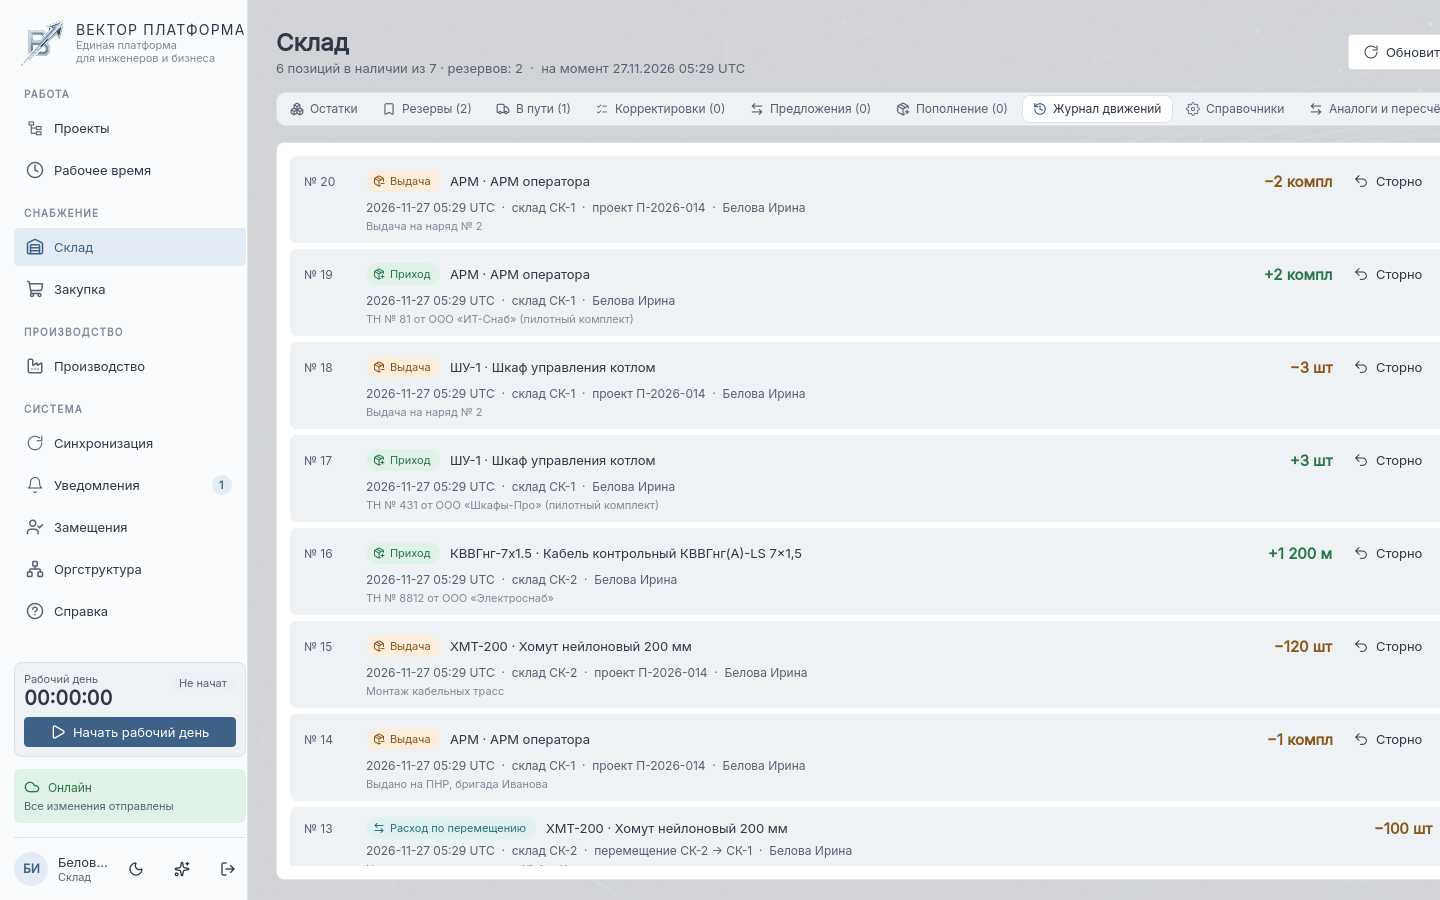 ВЕКТОР ПЛАТФОРМА
Единая платформа
для инженеров и бизнеса
РАБОТА
Проекты
Рабочее время
СНАБЖЕНИЕ
Склад
Закупка
ПРОИЗВОДСТВО
Производство
СИСТЕМА
Синхронизация
Уведомления 1
Замещения
Оргструктура
Справка
Рабочий день
00:00:00
Не начат
Начать рабочий день
Онлайн
Все изменения отправлены
БИ
Белов...
Склад
Склад
6 позиций в наличии из 7 · резервов: 2 · на момент 27.11.2026 05:29 UTC
Обновит
Остатки Резервы (2) В пути (1) Корректировки (0) Предложения (0) Пополнение (0) Журнал движений Справочники Аналоги и пересчё
№ 20 Выдача АРМ · АРМ оператора −2 компл Сторно
2026-11-27 05:29 UTC · склад СК-1 · проект П-2026-014 · Белова Ирина
Выдача на наряд № 2
№ 19 Приход АРМ · АРМ оператора +2 компл Сторно
2026-11-27 05:29 UTC · склад СК-1 · Белова Ирина
ТН № 81 от ООО «ИТ-Снаб» (пилотный комплект)
№ 18 Выдача ШУ-1 · Шкаф управления котлом −3 шт Сторно
2026-11-27 05:29 UTC · склад СК-1 · проект П-2026-014 · Белова Ирина
Выдача на наряд № 2
№ 17 Приход ШУ-1 · Шкаф управления котлом +3 шт Сторно
2026-11-27 05:29 UTC · склад СК-1 · Белова Ирина
ТН № 431 от ООО «Шкафы-Про» (пилотный комплект)
№ 16 Приход КВВГнг-7x1.5 · Кабель контрольный КВВГнг(А)-LS 7×1,5 +1 200 м Сторно
2026-11-27 05:29 UTC · склад СК-2 · Белова Ирина
ТН № 8812 от ООО «Электроснаб»
№ 15 Выдача ХМТ-200 · Хомут нейлоновый 200 мм −120 шт Сторно
2026-11-27 05:29 UTC · склад СК-2 · проект П-2026-014 · Белова Ирина
Монтаж кабельных трасс
№ 14 Выдача АРМ · АРМ оператора −1 компл Сторно
2026-11-27 05:29 UTC · склад СК-1 · проект П-2026-014 · Белова Ирина
Выдано на ПНР, бригада Иванова
№ 13 Расход по перемещению ХМТ-200 · Хомут нейлоновый 200 мм −100 шт
2026-11-27 05:29 UTC · склад СК-2 · перемещение СК-2 → СК-1 · Белова Ирина